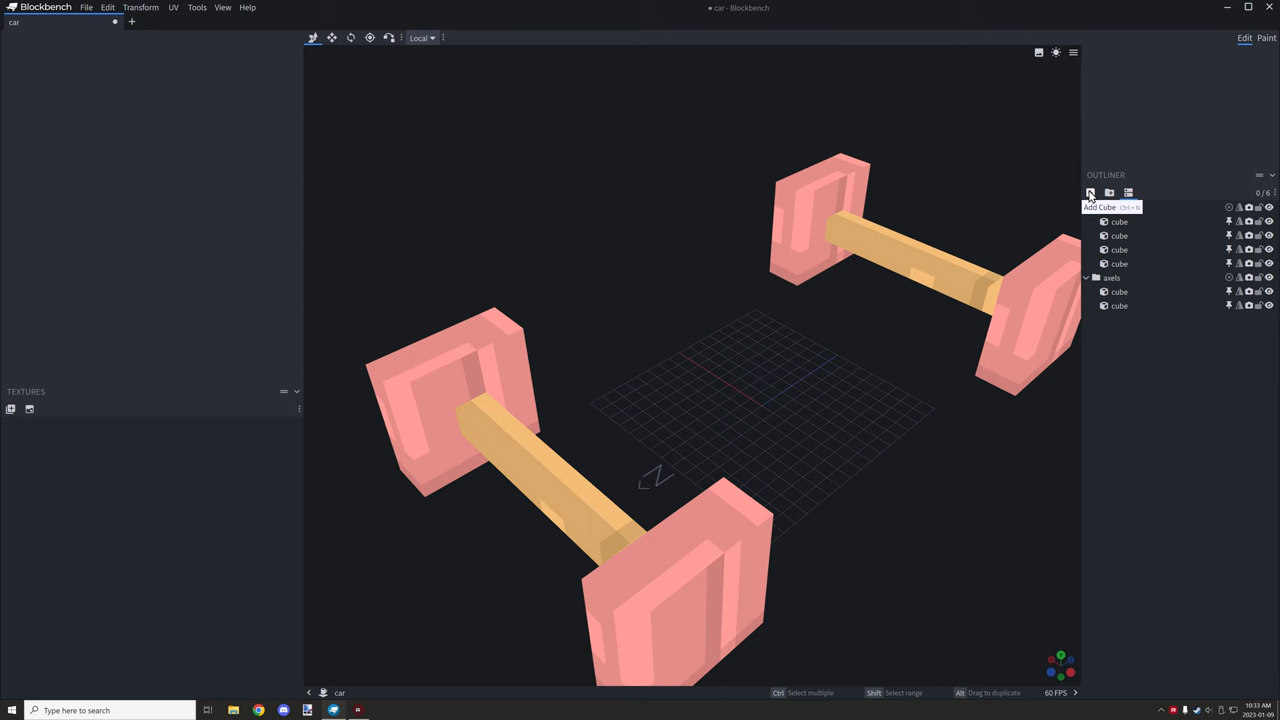 Blockbench File Edit Transform UV Tools View Help
● car - Blockbench
car
Local
Edit Paint
OUTLINER
0 / 6
Add Cube Ctrl + N
cube
cube
cube
cube
axels
cube
cube
TEXTURES
N
car
Ctrl Select multiple Shift Select range Alt Drag to duplicate 60 FPS
Type here to search
10:33 AM
2023-01-09